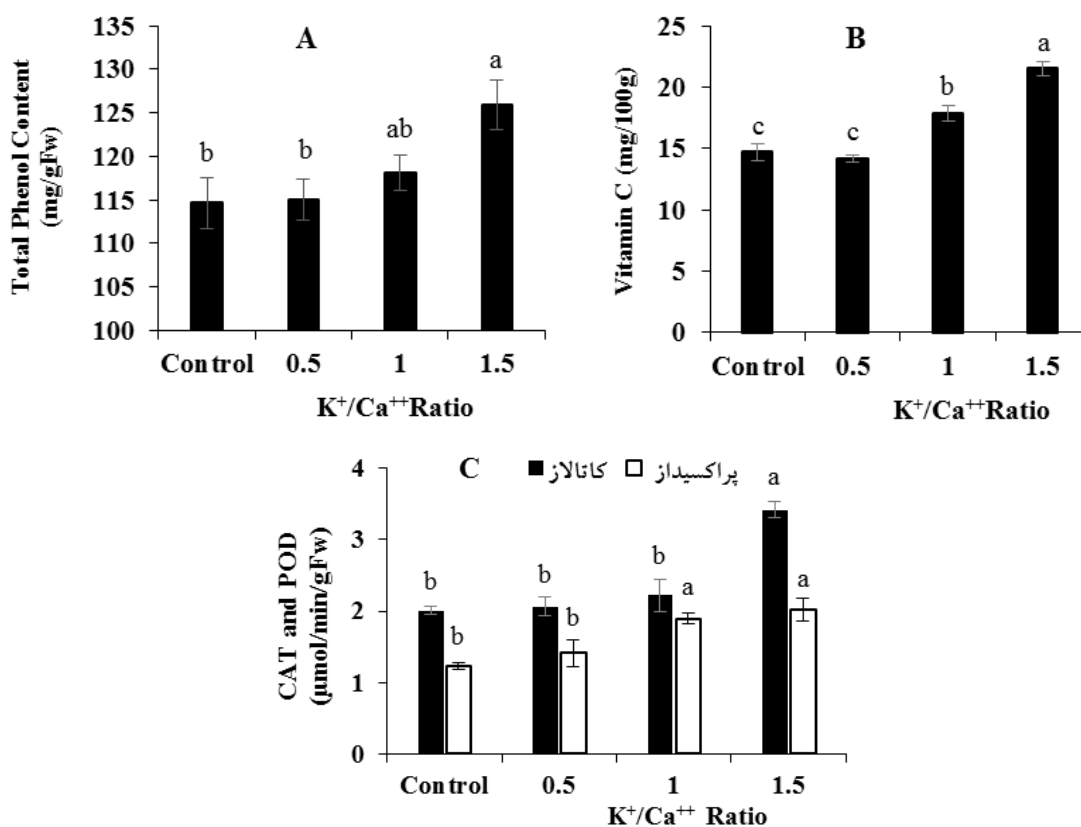 A
Total Phenol Content
(mg/gFw)
135
130
125
120
115
110
105
100
b
b
ab
a
Control
0.5
1
1.5
K⁺/Ca⁺⁺Ratio
B
Vitamin C (mg/100g)
25
20
15
10
5
0
c
c
b
a
Control
0.5
1
1.5
K⁺/Ca⁺⁺Ratio
C
کاتالاز
پراکسیداز
CAT and POD
(µmol/min/gFw)
4
3
2
1
0
b
b
b
b
b
a
a
a
Control
0.5
1
1.5
K⁺/Ca⁺⁺ Ratio